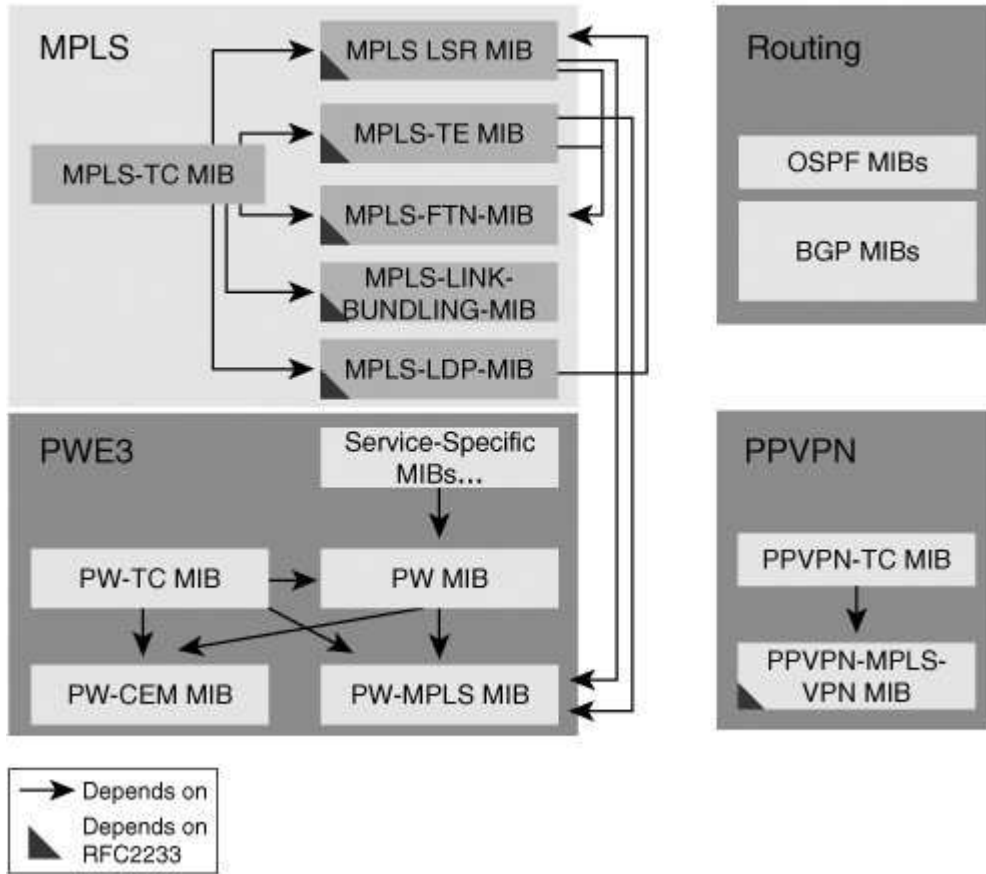 MPLS
MPLS LSR MIB
MPLS-TE MIB
MPLS-TC MIB
MPLS-FTN-MIB
MPLS-LINK-
BUNDLING-MIB
MPLS-LDP-MIB
Routing
OSPF MIBs
BGP MIBs
PWE3
Service-Specific
MIBs...
PW-TC MIB
PW MIB
PW-CEM MIB
PW-MPLS MIB
PPVPN
PPVPN-TC MIB
PPVPN-MPLS-
VPN MIB
Depends on
Depends on
RFC2233